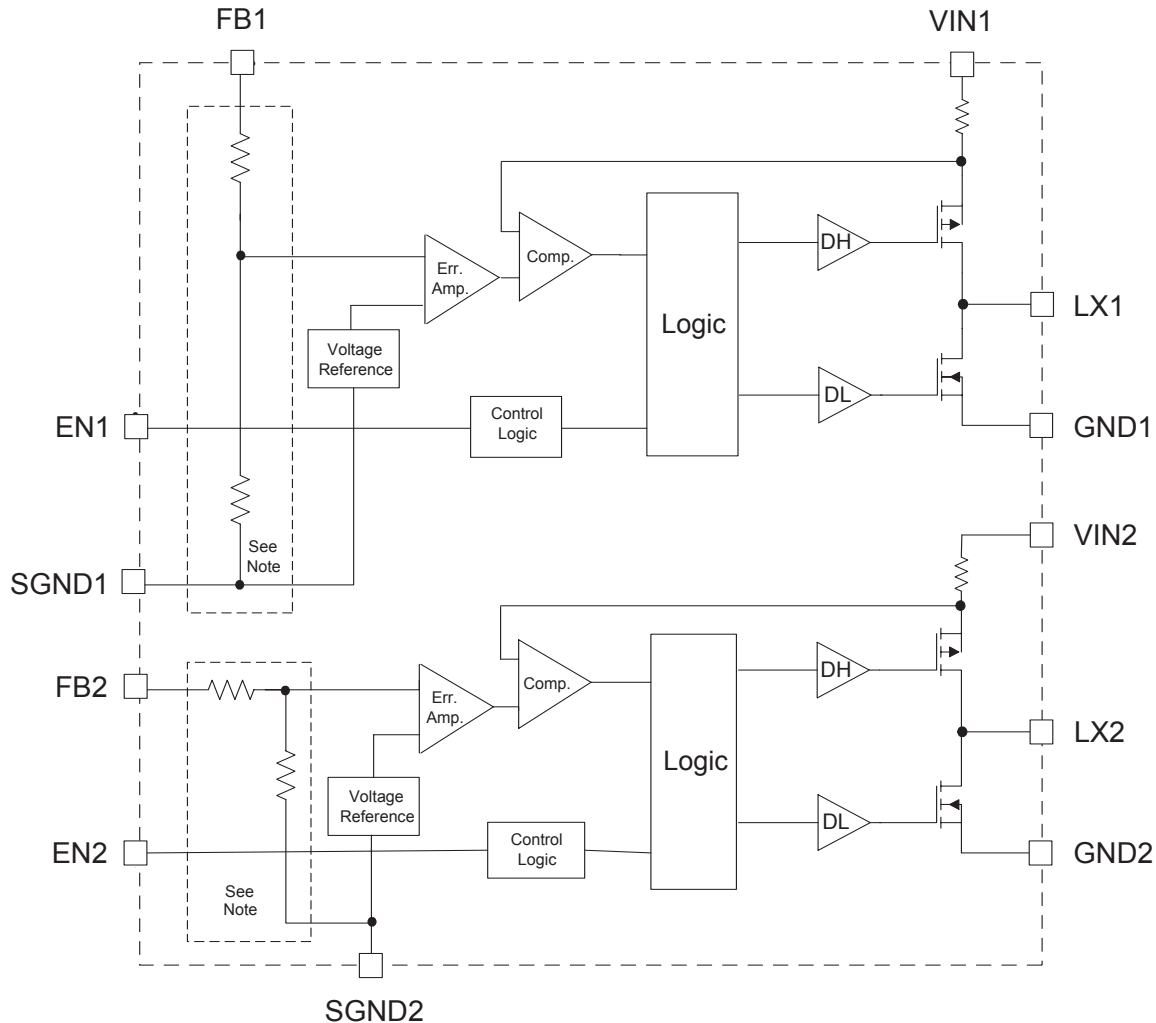 FB1
VIN1
DH
Comp.
Err.
Amp.
LX1
Logic
Voltage
Reference
DL
EN1
Control
Logic
GND1
VIN2
See
Note
SGND1
DH
FB2
Comp.
Err.
Amp.
LX2
Logic
Voltage
Reference
DL
EN2
Control
Logic
GND2
See
Note
SGND2